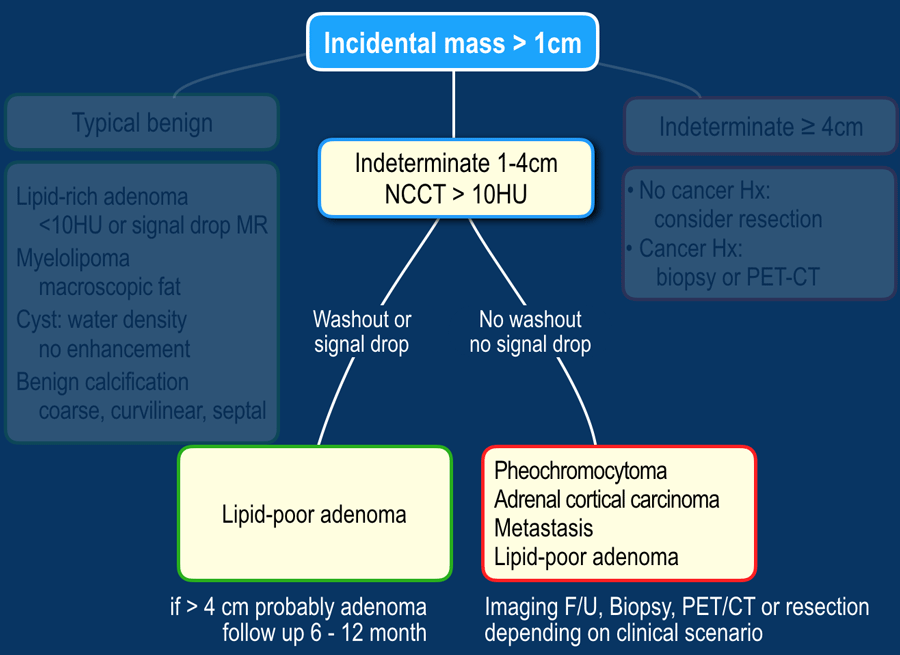 Incidental mass > 1cm
Typical benign
Indeterminate 1-4cm
NCCT > 10HU
Indeterminate ≥ 4cm
Lipid-rich adenoma
<10HU or signal drop MR
Myelolipoma
macroscopic fat
Cyst: water density
no enhancement
Benign calcification
coarse, curvilinear, septal
• No cancer Hx:
consider resection
• Cancer Hx:
biopsy or PET-CT
Washout or
signal drop
No washout
no signal drop
Lipid-poor adenoma
Pheochromocytoma
Adrenal cortical carcinoma
Metastasis
Lipid-poor adenoma
if > 4 cm probably adenoma
follow up 6 - 12 month
Imaging F/U, Biopsy, PET/CT or resection
depending on clinical scenario